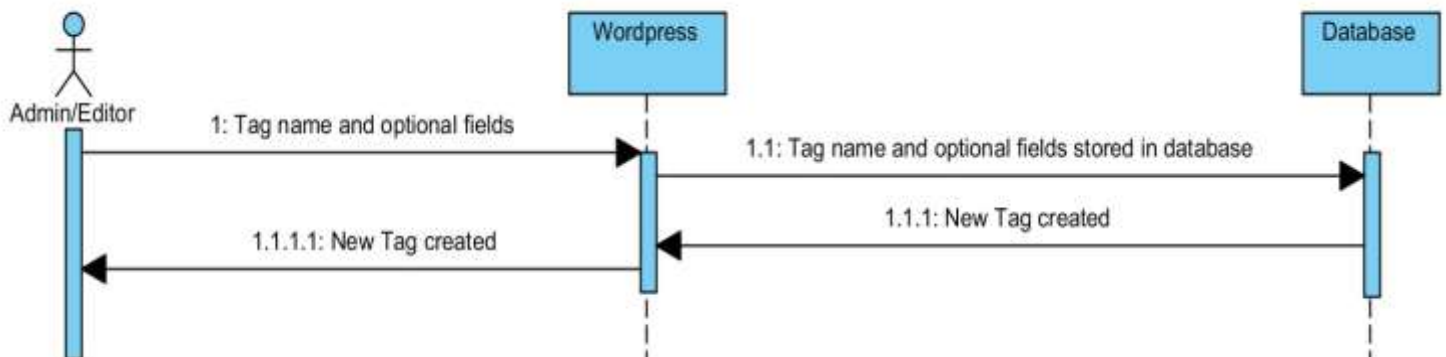 Wordpress
Database
Admin/Editor
1: Tag name and optional fields
1.1: Tag name and optional fields stored in database
1.1.1: New Tag created
1.1.1.1: New Tag created